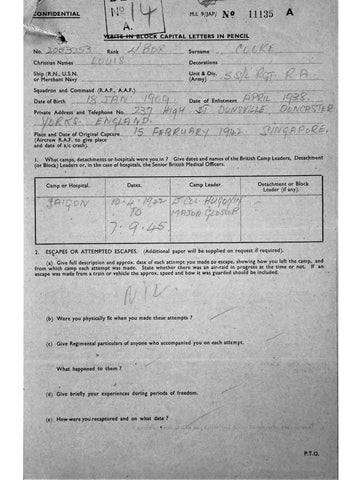 CONFIDENTIAL
Nº 14
A.
M.I. 9/JAP/ Nº 11135 A
WRITE IN BLOCK CAPITAL LETTERS IN PENCIL
No. Rank L/BDR Surname CLOKE
Christian Names LOUIS Decorations
Ship (R.N., U.S.N. or Merchant Navy
Unit & Div. (Army) 5 S/L RGT. R.A.
Squadron and Command (R.A.F., A.A.F.)
Date of Birth 18 JAN 1909. Date of Enlistment APRIL 1938.
Private Address and Telephone No. 239 HIGH ST DUNSVILLE DONCASTER
YORKS. ENGLAND.
Place and Date of Original Capture 15 FEBRUARY 1942. SINGAPORE.
(Aircrew R.A.F. to give place
and date of a/c crash).
1. What camps, detachments or hospitals were you in? Give dates and names of the British Camp Leaders, Detachment
(or Block) Leaders or, in the case of hospitals, the Senior British Medical Officers.
Camp or Hospital. Dates. Camp Leader. Detachment or Block Leader (if any).
SAIGON 10-4-1942 LT COL. HUGONIN
TO MAJOR GLOSSOP
7-9-45
2. ESCAPES OR ATTEMPTED ESCAPES. (Additional paper will be supplied on request if required).
(a) Give full description and approx. date of each attempt you made to escape, showing how you left the camp, and
from which camp each attempt was made. State whether there was an air-raid in progress at the time or not. If an
escape was made from a train or vehicle the approx. speed and how it was guarded should be included.
NIL
(b) Were you physically fit when you made these attempts?
(c) Give Regimental particulars of anyone who accompanied you on each attempt.
What happened to them?
(d) Give briefly your experiences during periods of freedom.
(e) How were you recaptured and on what date?
P.T.O.